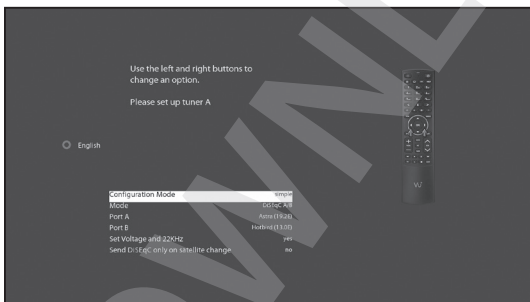 Use the left and right buttons to
change an option.
Please set up tuner A
English
Configuration Mode simple
Mode DiSEqC A/B
Port A Astra (19.2E)
Port B Hotbird (13.0E)
Set Voltage and 22KHz yes
Send DiSEqC only on satellite change no
VU